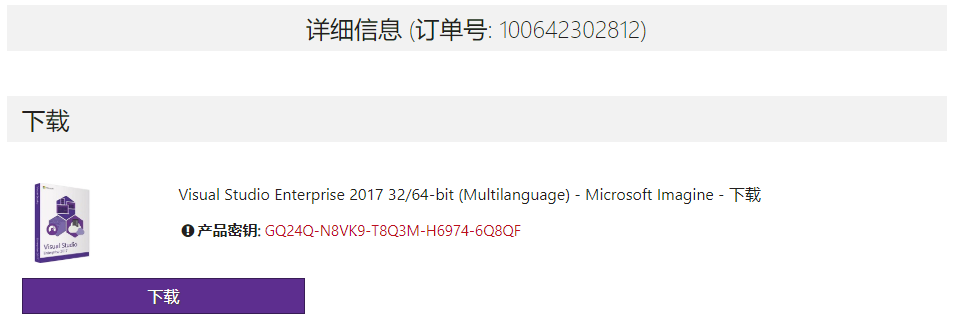 详细信息 (订单号: 100642302812)
下载
Visual Studio Enterprise 2017 32/64-bit (Multilanguage) - Microsoft Imagine - 下载
产品密钥: GQ24Q-N8VK9-T8Q3M-H6974-6Q8QF
Visual Studio
Enterprise 2017
下载